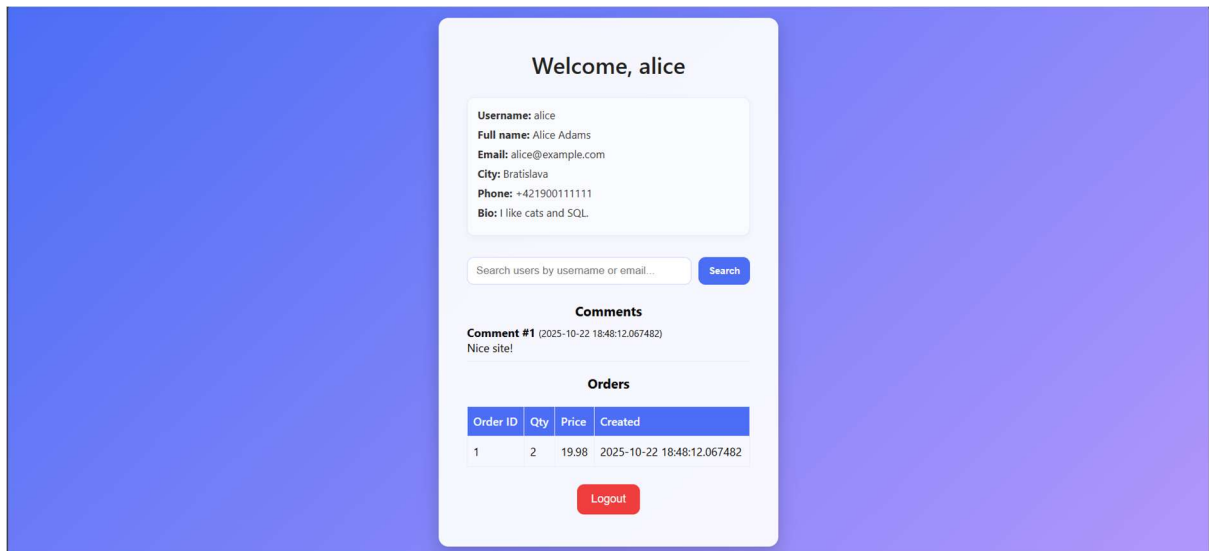 Welcome, alice
Username: alice
Full name: Alice Adams
Email: alice@example.com
City: Bratislava
Phone: +421900111111
Bio: I like cats and SQL.
Search users by username or email... Search
Comments
Comment #1 (2025-10-22 18:48:12.067482)
Nice site!
Orders
Order ID Qty Price Created
1 2 19.98 2025-10-22 18:48:12.067482
Logout